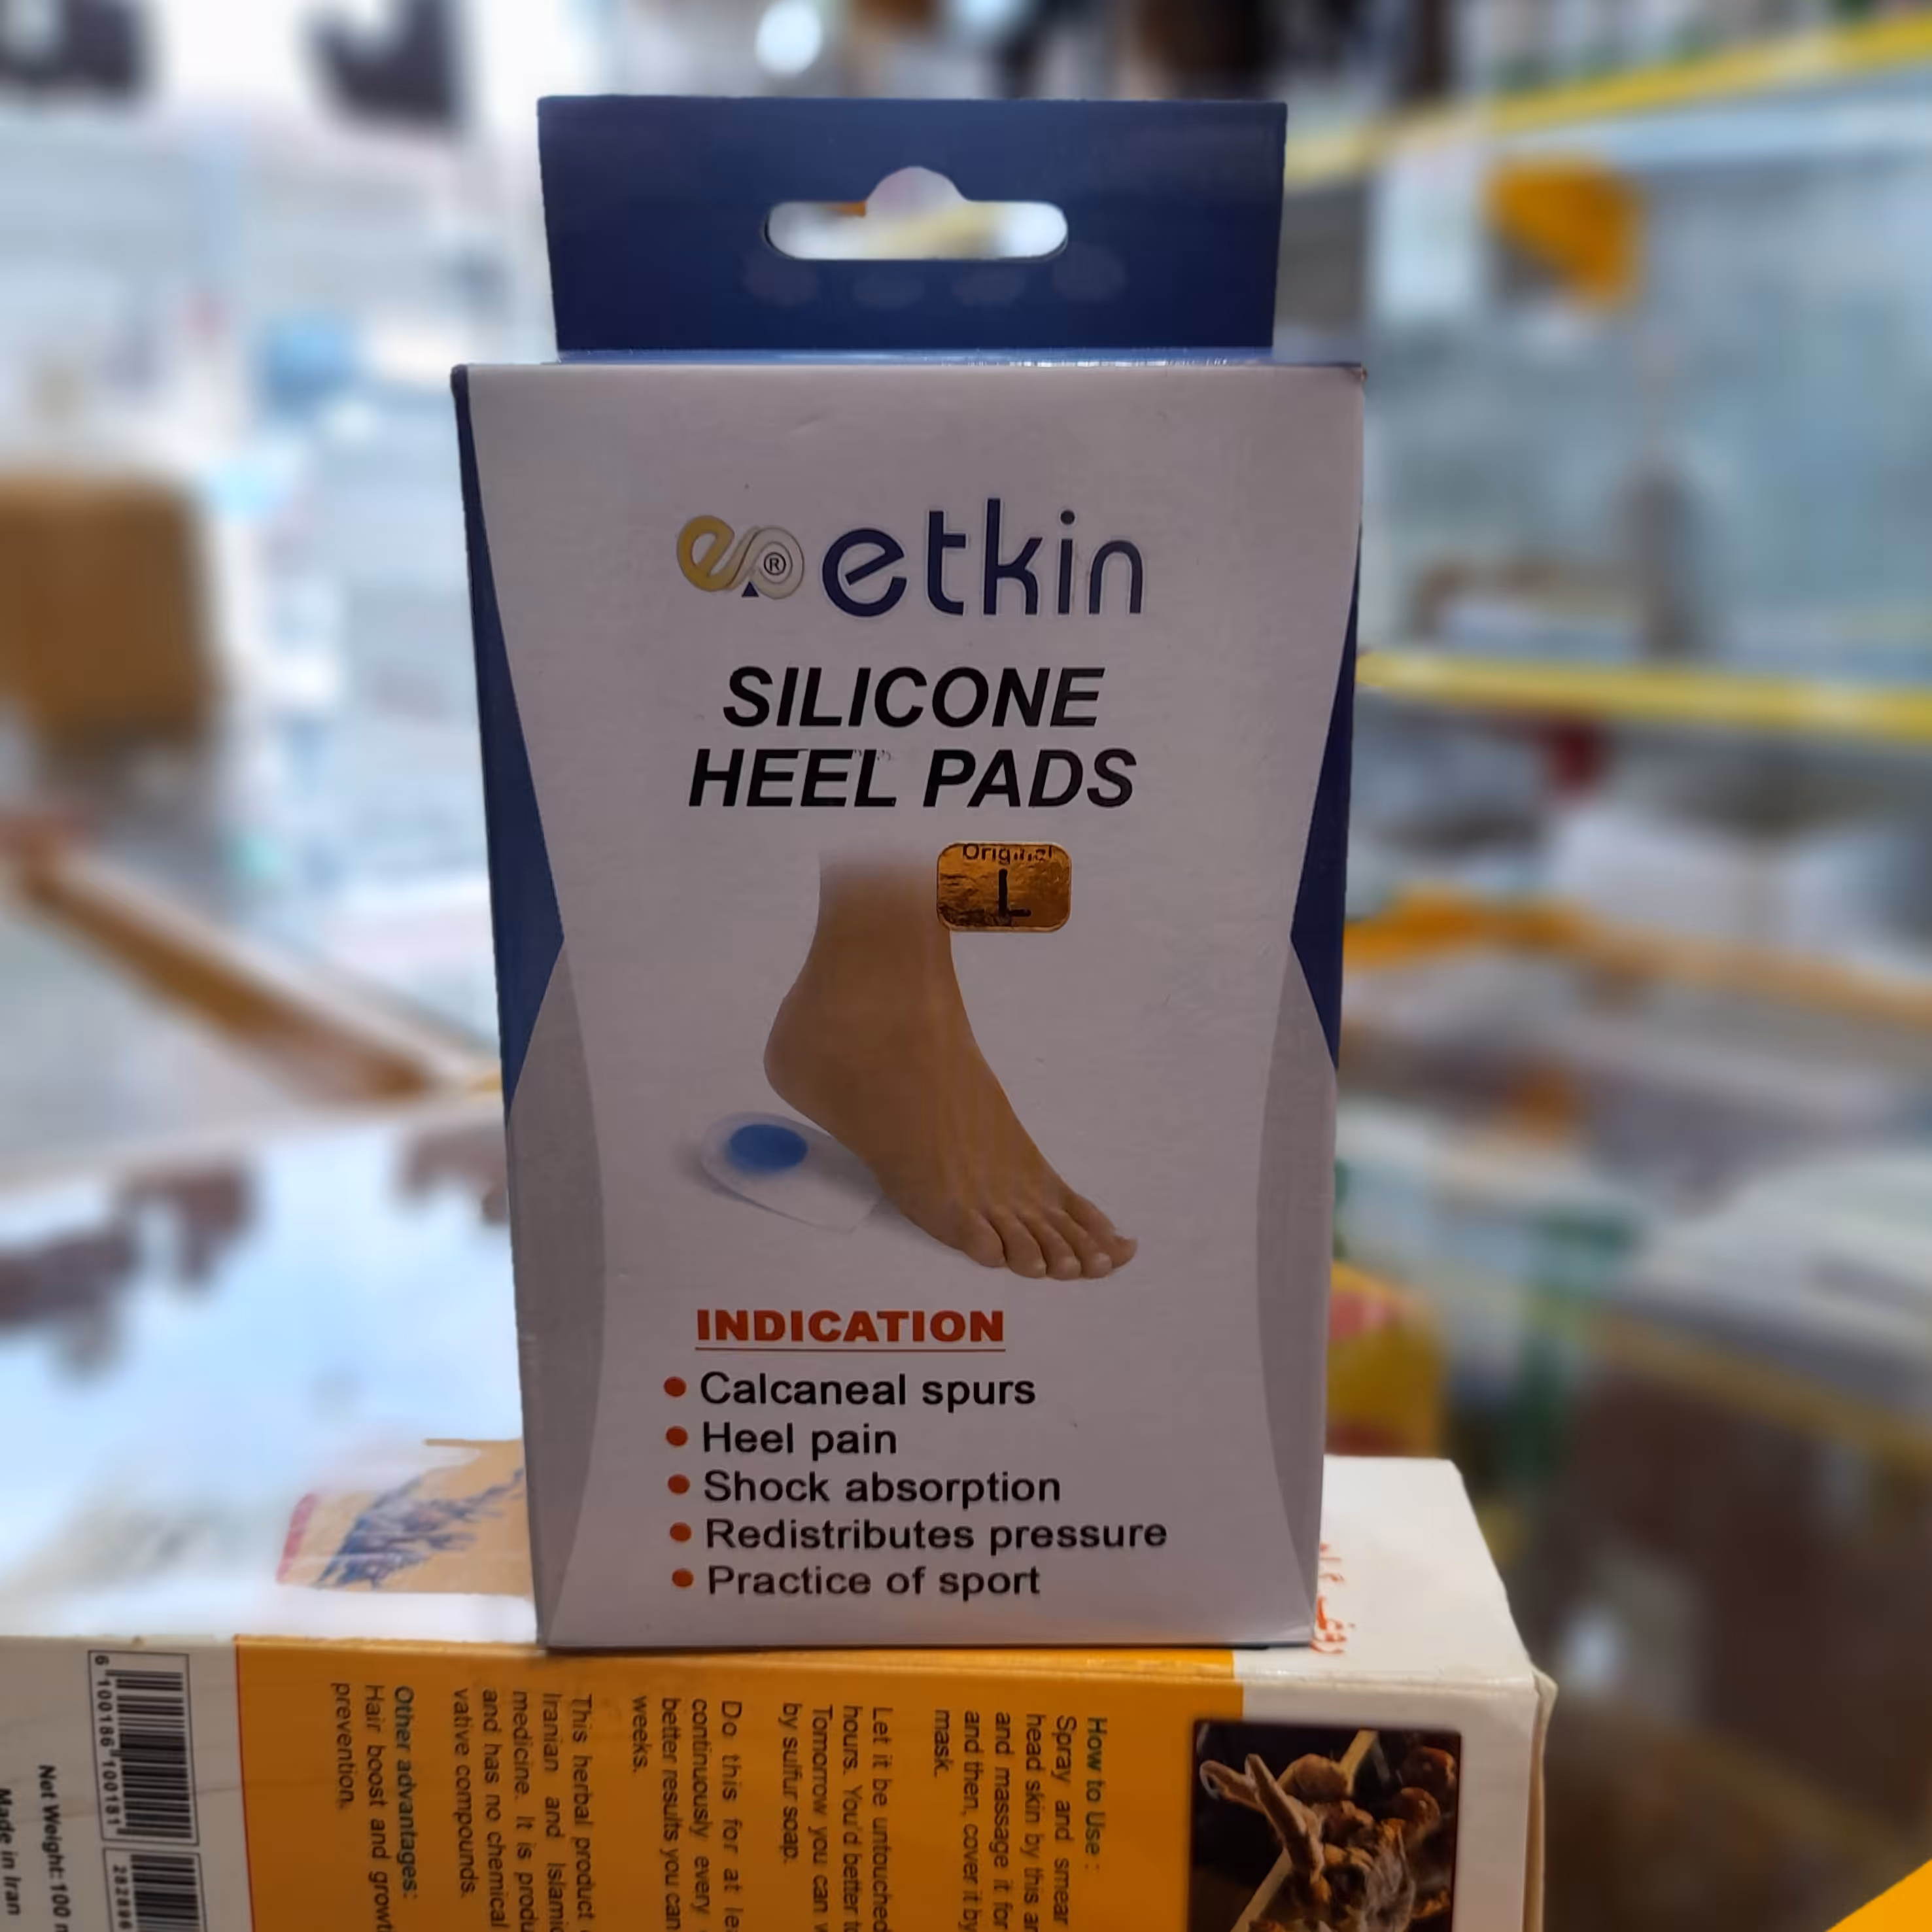 ®
etkin
SILICONE
HEEL PADS
Original
L
INDICATION
Calcaneal spurs
Heel pain
Shock absorption
Redistributes pressure
Practice of sport
How to Use :
Spray and smear
head skin by this
and massage it for
and then, cover it by
mask.
Let it be untouched
hours. You'd better
Tomorrow you can
by sulfur soap.
Do this for at
continuously every
better results you can
weeks.
This herbal product
Iranian and Islamic
medicine. It is
and has no chemical
vative compounds.
Other advantages:
Hair boost and
prevention.
6 100186 100181
Net Weight: 100
Made in Iran